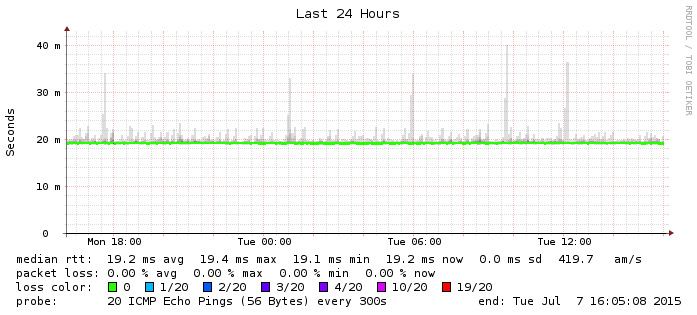 Last 24 Hours
RRDTOOL / TOBI OETIKER
Seconds
40 m
30 m
20 m
10 m
0
Mon 18:00 Tue 00:00 Tue 06:00 Tue 12:00
median rtt: 19.2 ms avg 19.4 ms max 19.1 ms min 19.2 ms now 0.0 ms sd 419.7 am/s
packet loss: 0.00 % avg 0.00 % max 0.00 % min 0.00 % now
loss color: 0 1/20 2/20 3/20 4/20 10/20 19/20
probe: 20 ICMP Echo Pings (56 Bytes) every 300s end: Tue Jul 7 16:05:08 2015